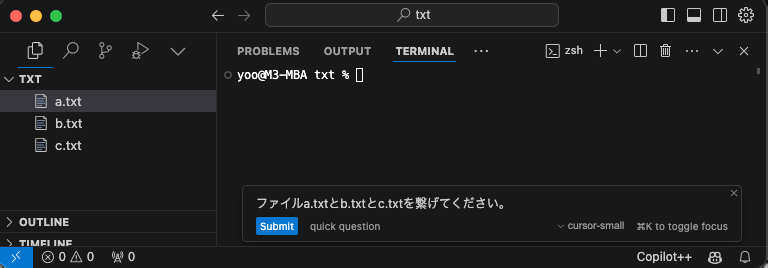 txt
PROBLEMS OUTPUT TERMINAL ···
zsh
TXT
a.txt
b.txt
c.txt
yoo@M3-MBA txt %
ファイルa.txtとb.txtとc.txtを繋げてください。
Submit quick question cursor-small ⌘K to toggle focus
OUTLINE
TIMELINE
0 0 0 Copilot++